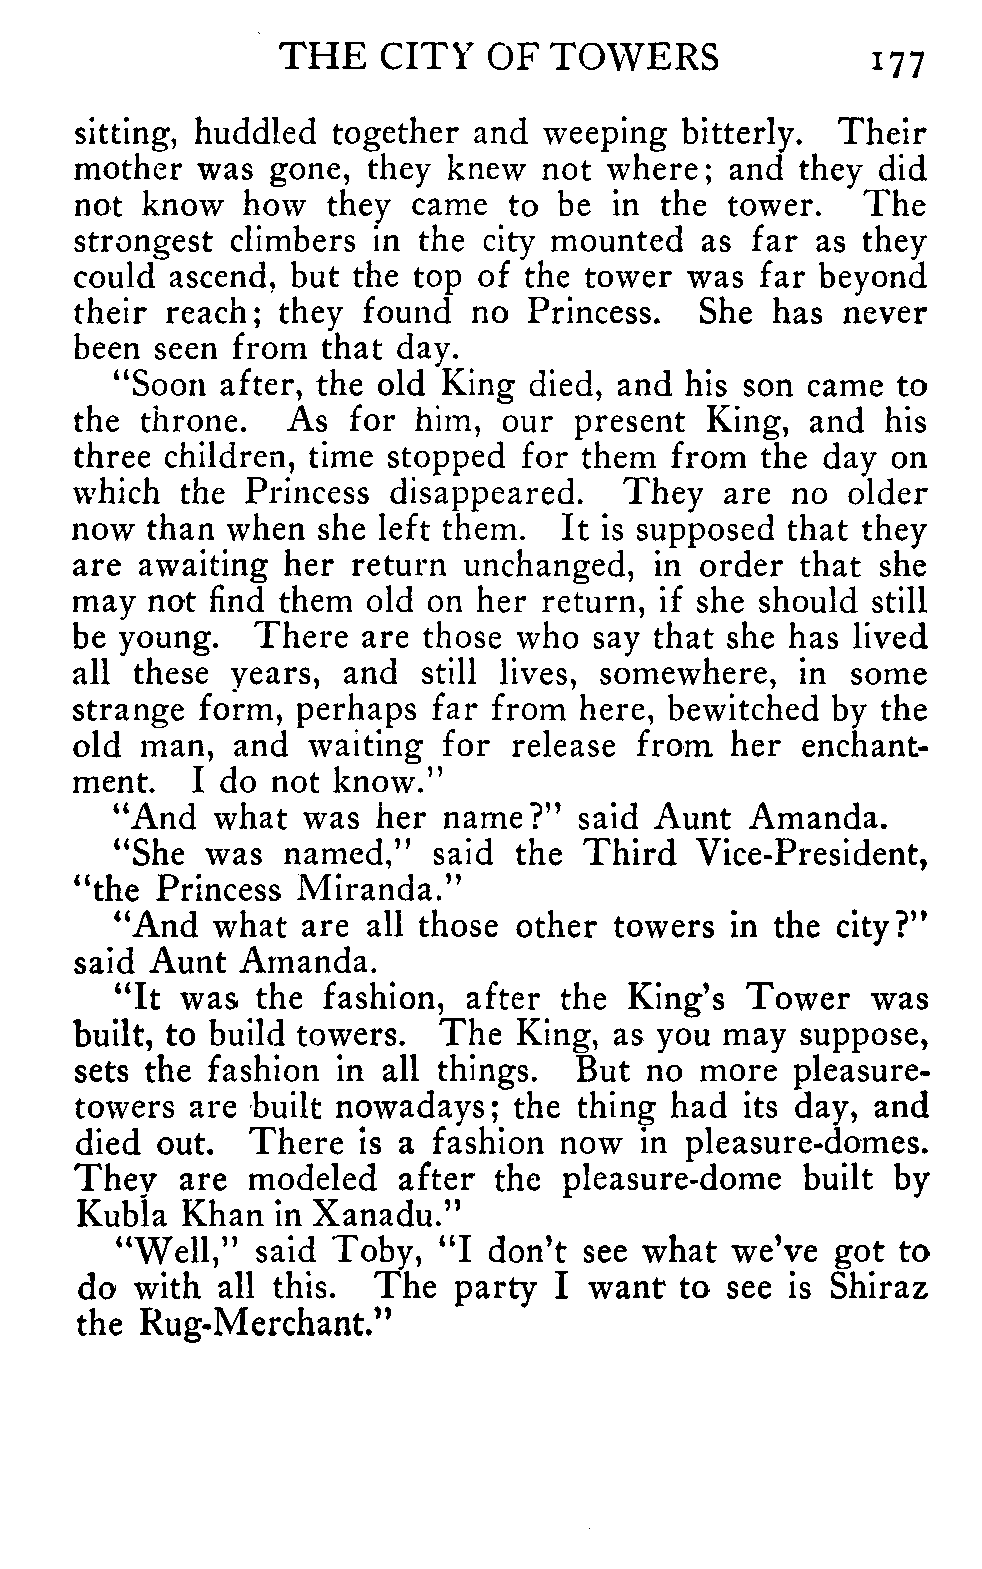 THE CITY OF TOWERS 177
sitting, huddled together and weeping bitterly. Their
mother was gone, they knew not where; and they did
not know how they came to be in the tower. The
strongest climbers in the city mounted as far as they
could ascend, but the top of the tower was far beyond
their reach; they found no Princess. She has never
been seen from that day.
"Soon after, the old King died, and his son came to
the throne. As for him, our present King, and his
three children, time stopped for them from the day on
which the Princess disappeared. They are no older
now than when she left them. It is supposed that they
are awaiting her return unchanged, in order that she
may not find them old on her return, if she should still
be young. There are those who say that she has lived
all these years, and still lives, somewhere, in some
strange form, perhaps far from here, bewitched by the
old man, and waiting for release from her enchant-
ment. I do not know."
"And what was her name?" said Aunt Amanda.
"She was named," said the Third Vice-President,
"the Princess Miranda."
"And what are all those other towers in the city?"
said Aunt Amanda.
"It was the fashion, after the King's Tower was
built, to build towers. The King, as you may suppose,
sets the fashion in all things. But no more pleasure-
towers are built nowadays; the thing had its day, and
died out. There is a fashion now in pleasure-domes.
They are modeled after the pleasure-dome built by
Kubla Khan in Xanadu."
"Well," said Toby, "I don't see what we've got to
do with all this. The party I want to see is Shiraz
the Rug-Merchant."